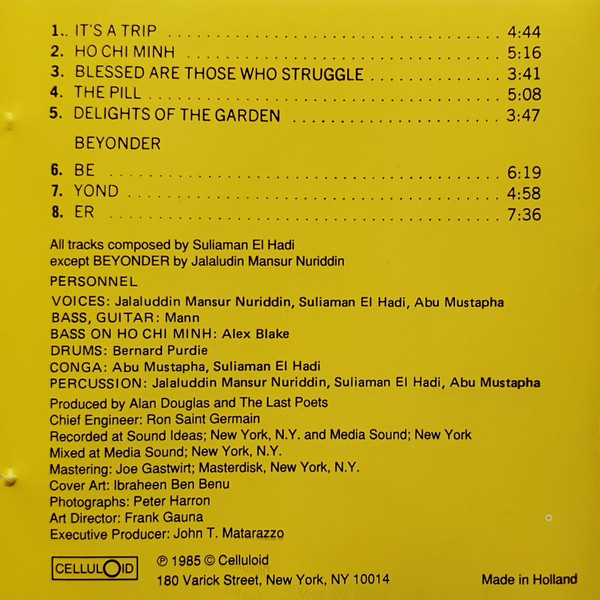 1. IT'S A TRIP . . . . . . . . . . . . . . . . . . . . . . . . . . . . . . 4:44
2. HO CHI MINH . . . . . . . . . . . . . . . . . . . . . . . . . . . . 5:16
3. BLESSED ARE THOSE WHO STRUGGLE . . . . . . . . . . . 3:41
4. THE PILL . . . . . . . . . . . . . . . . . . . . . . . . . . . . . . . 5:08
5. DELIGHTS OF THE GARDEN . . . . . . . . . . . . . . . . . . 3:47
BEYONDER
6. BE . . . . . . . . . . . . . . . . . . . . . . . . . . . . . . . . . . 6:19
7. YOND . . . . . . . . . . . . . . . . . . . . . . . . . . . . . . . . 4:58
8. ER . . . . . . . . . . . . . . . . . . . . . . . . . . . . . . . . . . 7:36
All tracks composed by Suliaman El Hadi
except BEYONDER by Jalaludin Mansur Nuriddin
PERSONNEL
VOICES: Jalaluddin Mansur Nuriddin, Suliaman El Hadi, Abu Mustapha
BASS, GUITAR: Mann
BASS ON HO CHI MINH: Alex Blake
DRUMS: Bernard Purdie
CONGA: Abu Mustapha, Suliaman El Hadi
PERCUSSION: Jalaluddin Mansur Nuriddin, Suliaman El Hadi, Abu Mustapha
Produced by Alan Douglas and The Last Poets
Chief Engineer: Ron Saint Germain
Recorded at Sound Ideas; New York, N.Y. and Media Sound; New York
Mixed at Media Sound; New York, N.Y.
Mastering: Joe Gastwirt; Masterdisk, New York, N.Y.
Cover Art: Ibraheen Ben Benu
Photographs: Peter Harron
Art Director: Frank Gauna
Executive Producer: John T. Matarazzo
CELLULOID
℗ 1985 © Celluloid
180 Varick Street, New York, NY 10014
Made in Holland